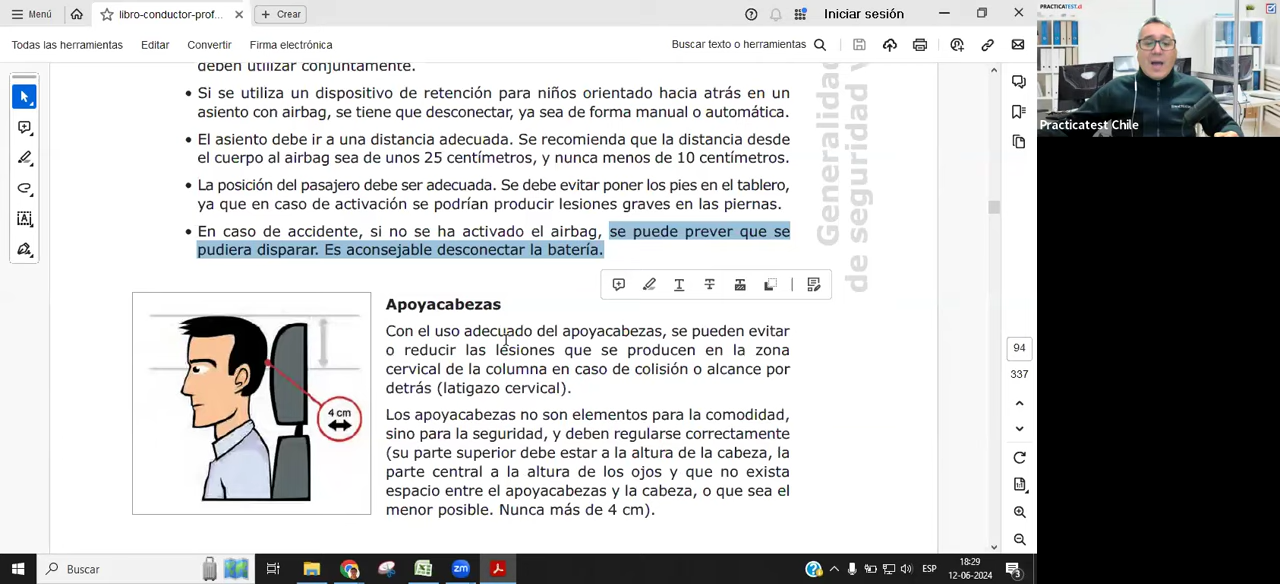 Menú
libro-conductor-prof...
Crear
Iniciar sesión
Todas las herramientas
Editar
Convertir
Firma electrónica
Buscar texto o herramientas
deben utilizar conjuntamente.
• Si se utiliza un dispositivo de retención para niños orientado hacia atrás en un
asiento con airbag, se tiene que desconectar, ya sea de forma manual o automática.
• El asiento debe ir a una distancia adecuada. Se recomienda que la distancia desde
el cuerpo al airbag sea de unos 25 centímetros, y nunca menos de 10 centímetros.
• La posición del pasajero debe ser adecuada. Se debe evitar poner los pies en el tablero,
ya que en caso de activación se podrían producir lesiones graves en las piernas.
• En caso de accidente, si no se ha activado el airbag, se puede prever que se
pudiera disparar. Es aconsejable desconectar la batería.
Generalidad
de seguridad
Apoyacabezas
Con el uso adecuado del apoyacabezas, se pueden evitar
o reducir las lesiones que se producen en la zona
cervical de la columna en caso de colisión o alcance por
detrás (latigazo cervical).
Los apoyacabezas no son elementos para la comodidad,
sino para la seguridad, y deben regularse correctamente
(su parte superior debe estar a la altura de la cabeza, la
parte central a la altura de los ojos y que no exista
espacio entre el apoyacabezas y la cabeza, o que sea el
menor posible. Nunca más de 4 cm).
4 cm
94
337
PRACTICATEST.cl
Practicatest Chile
Buscar
zm
ESP
18:29
12-06-2024
3